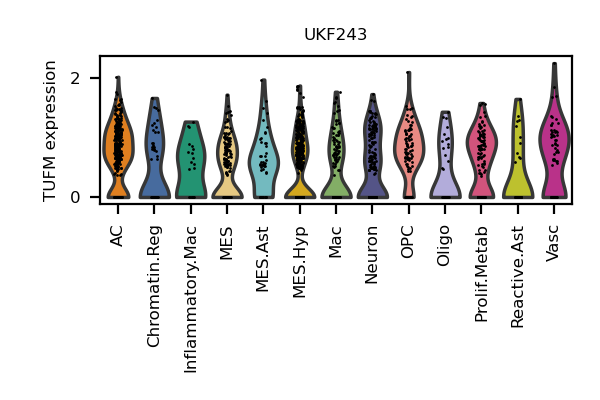 UKF243
TUFM expression
2
0
AC
Chromatin.Reg
Inflammatory.Mac
MES
MES.Ast
MES.Hyp
Mac
Neuron
OPC
Oligo
Prolif.Metab
Reactive.Ast
Vasc